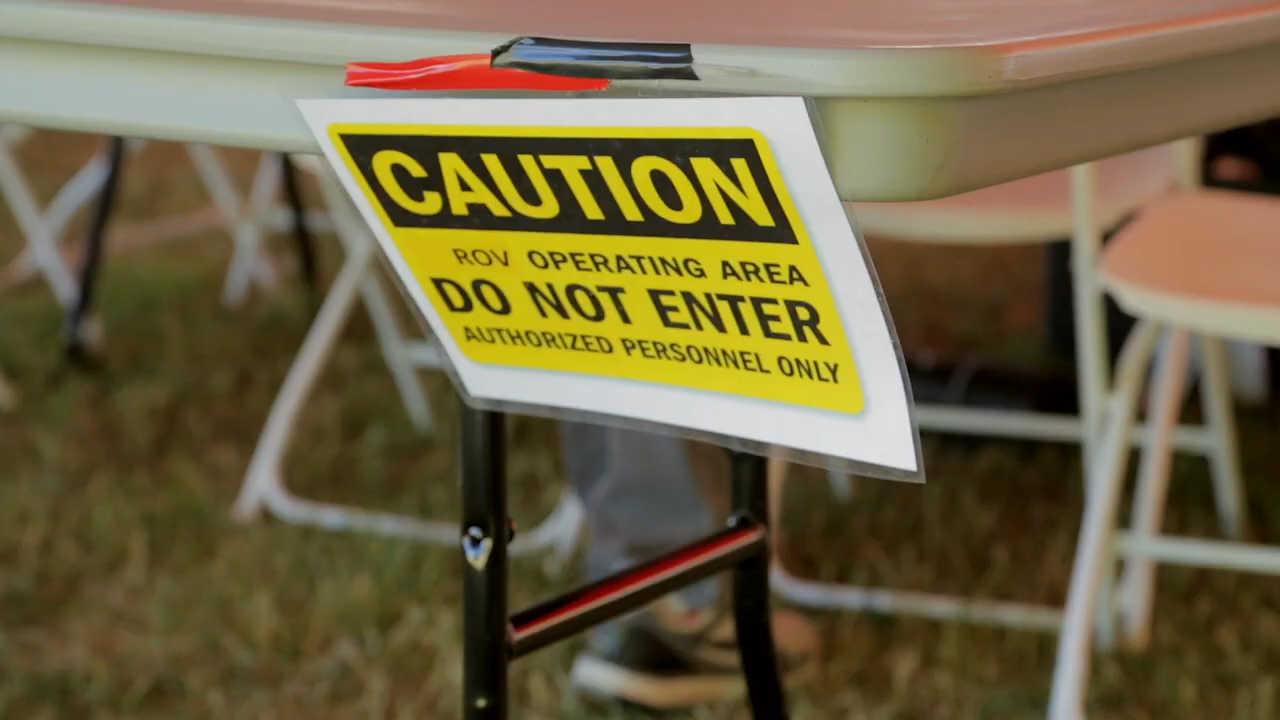 CAUTION
ROV OPERATING AREA
DO NOT ENTER
AUTHORIZED PERSONNEL ONLY